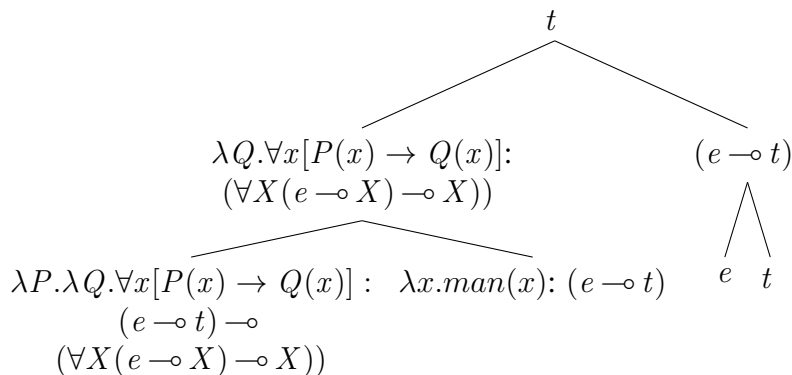 t
λQ.∀x[P(x) → Q(x)]:
(∀X(e ⊸ X) ⊸ X))
(e ⊸ t)
λP.λQ.∀x[P(x) → Q(x)] :
(e ⊸ t) ⊸
(∀X(e ⊸ X) ⊸ X))
λx.man(x): (e ⊸ t)
e
t